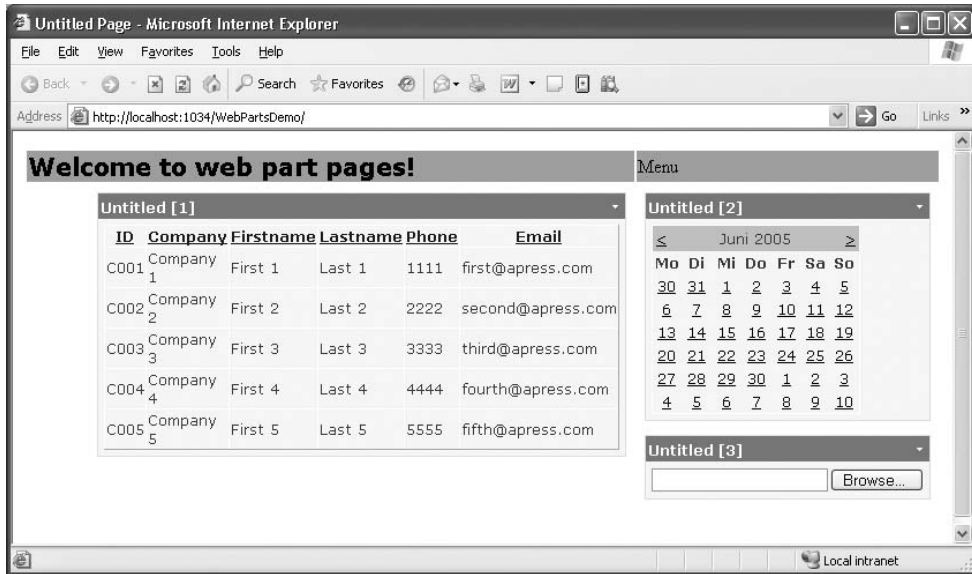 Untitled Page - Microsoft Internet Explorer
File Edit View Favorites Tools Help
Back Search Favorites
Address http://localhost:1034/WebPartsDemo/ Go Links »
Welcome to web part pages! Menu
Untitled [1]
ID Company Firstname Lastname Phone Email
C001 Company 1 First 1 Last 1 1111 first@apress.com
C002 Company 2 First 2 Last 2 2222 second@apress.com
C003 Company 3 First 3 Last 3 3333 third@apress.com
C004 Company 4 First 4 Last 4 4444 fourth@apress.com
C005 Company 5 First 5 Last 5 5555 fifth@apress.com
Untitled [2]
< Juni 2005 >
Mo Di Mi Do Fr Sa So
30 31 1 2 3 4 5
6 7 8 9 10 11 12
13 14 15 16 17 18 19
20 21 22 23 24 25 26
27 28 29 30 1 2 3
4 5 6 7 8 9 10
Untitled [3]
Browse...
Local intranet